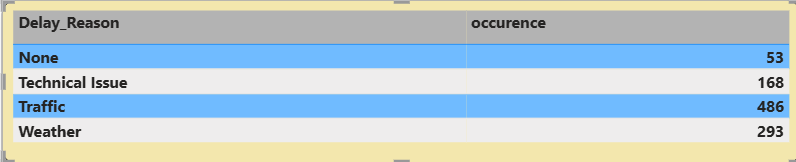 Delay_Reason occurence
None 53
Technical Issue 168
Traffic 486
Weather 293